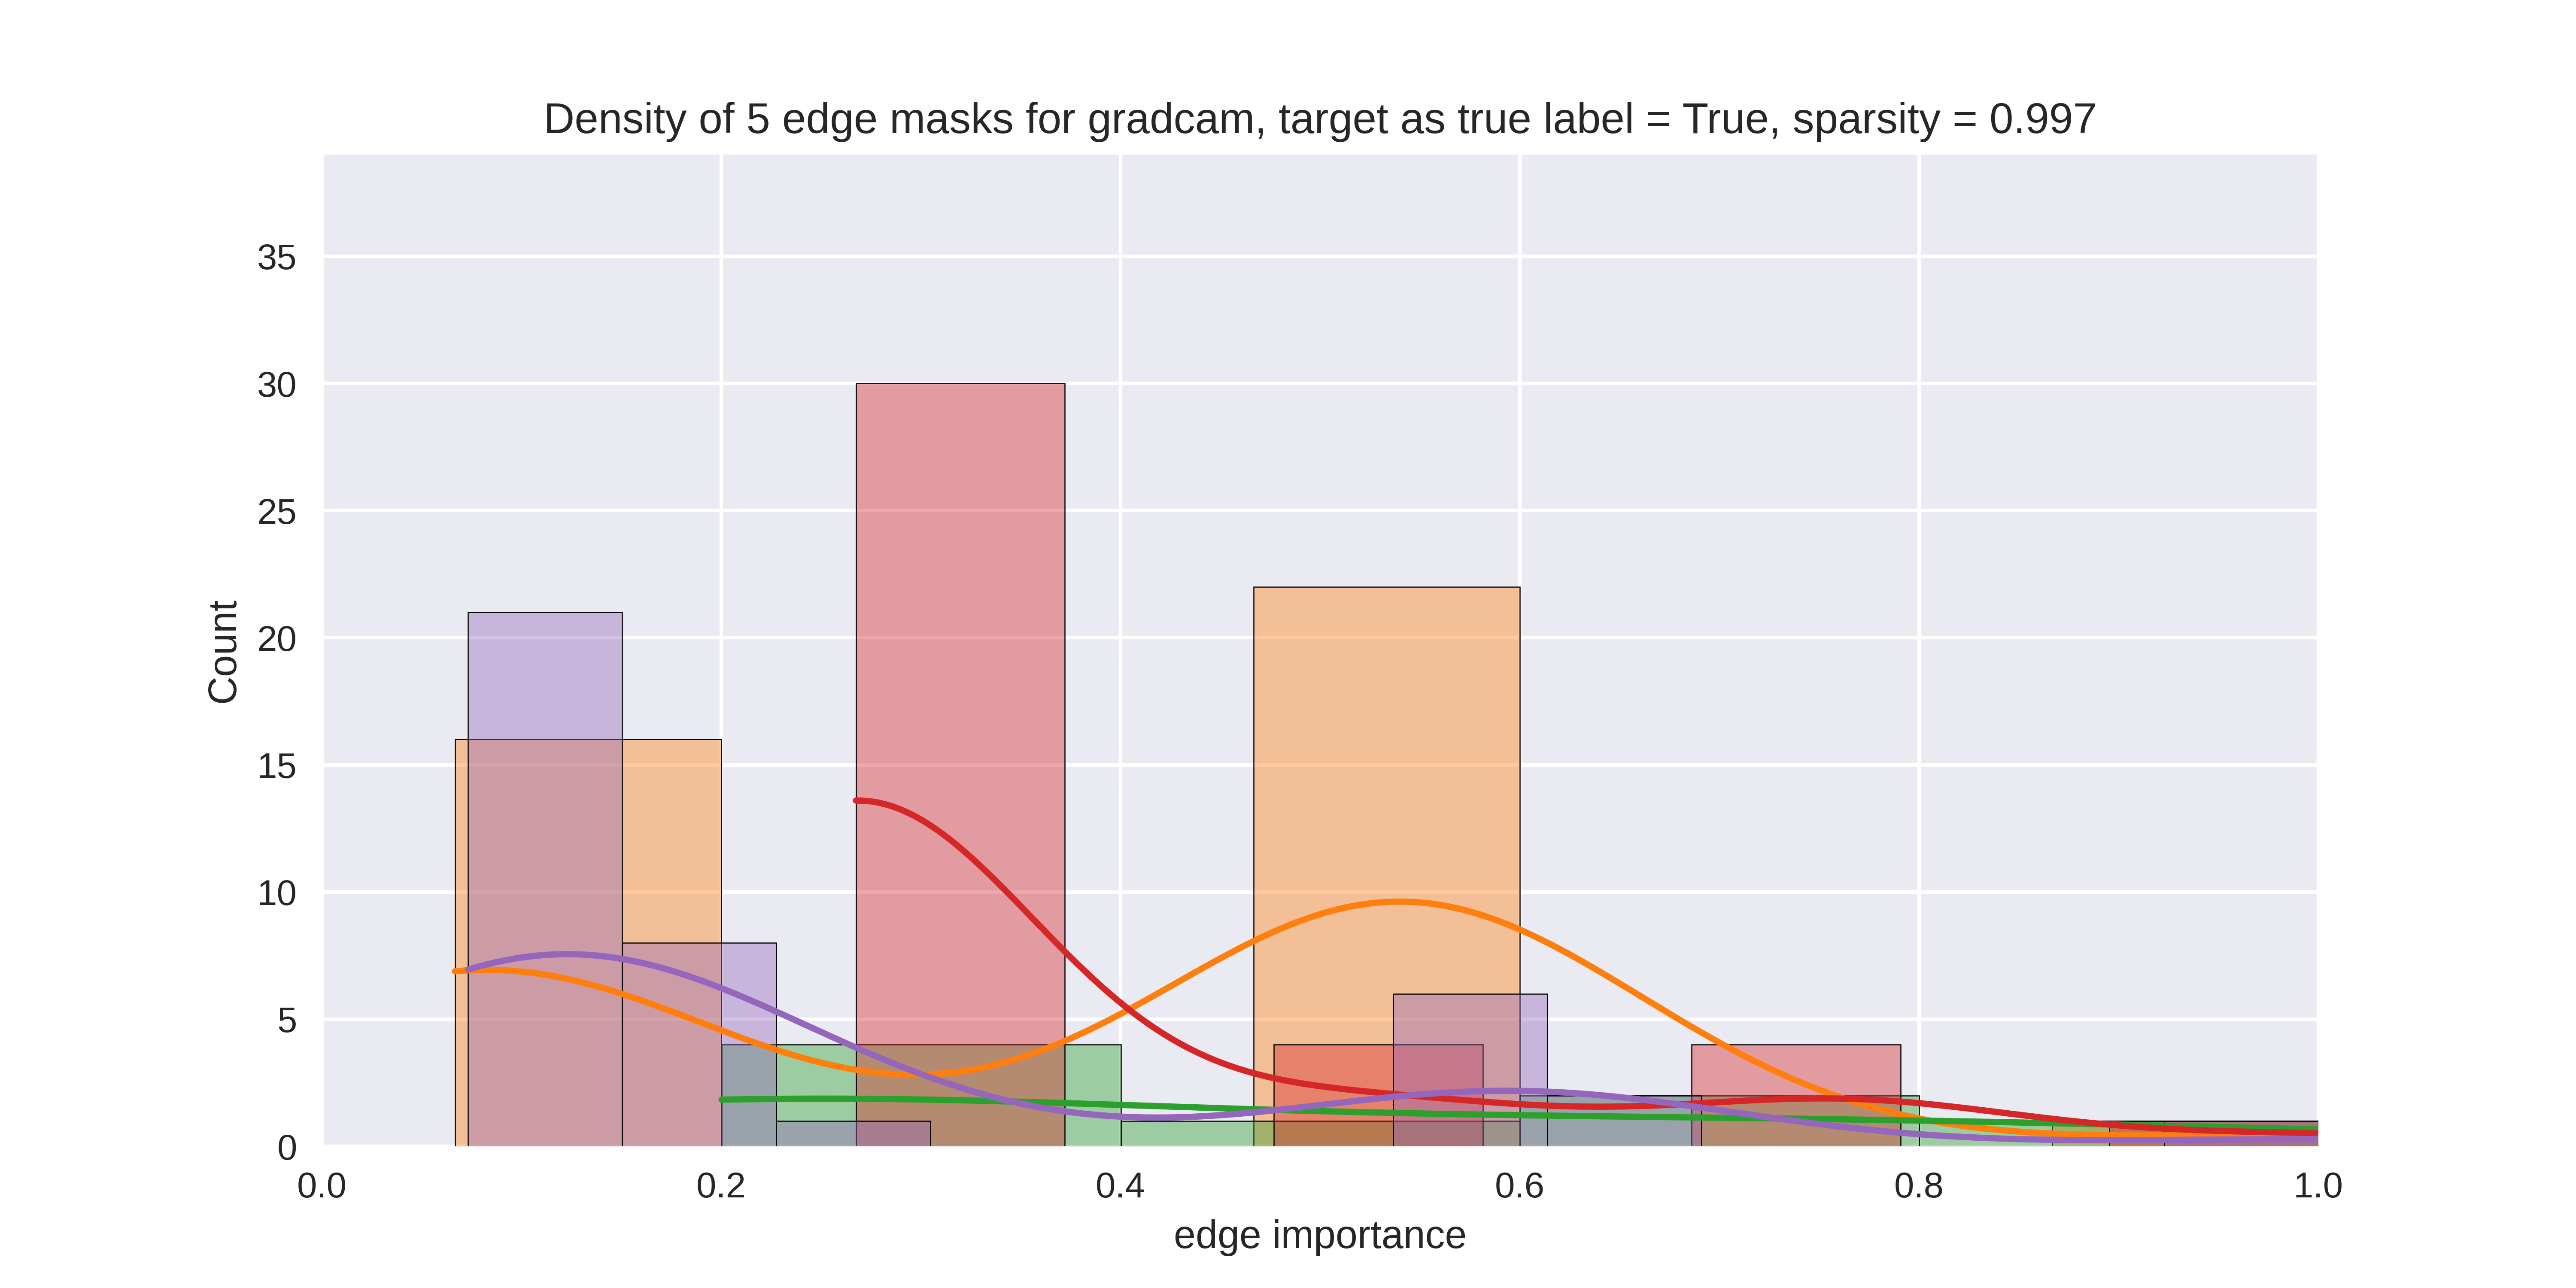 Density of 5 edge masks for gradcam, target as true label = True, sparsity = 0.997
35
30
25
20
15
10
5
0
Count
0.0 0.2 0.4 0.6 0.8 1.0
edge importance